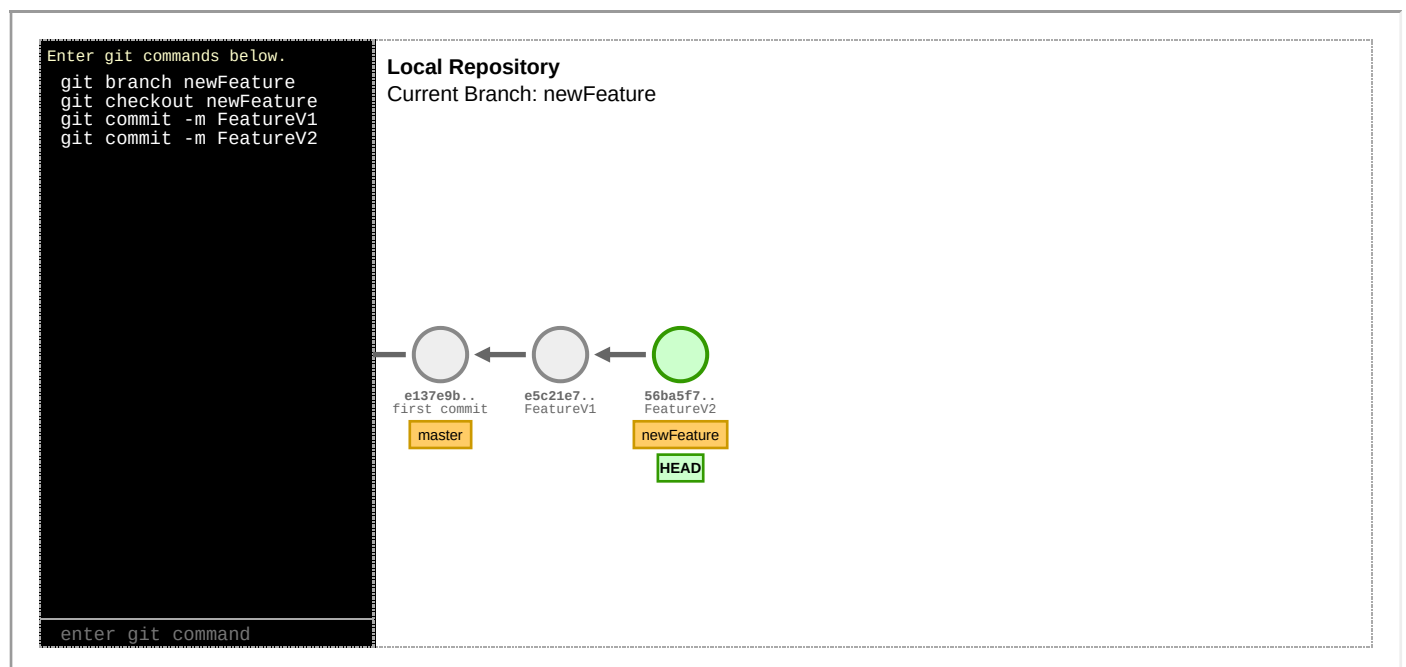 Enter git commands below.
git branch newFeature
git checkout newFeature
git commit -m FeatureV1
git commit -m FeatureV2
enter git command
Local Repository
Current Branch: newFeature
e137e9b..
first commit
master
e5c21e7..
FeatureV1
56ba5f7..
FeatureV2
newFeature
HEAD